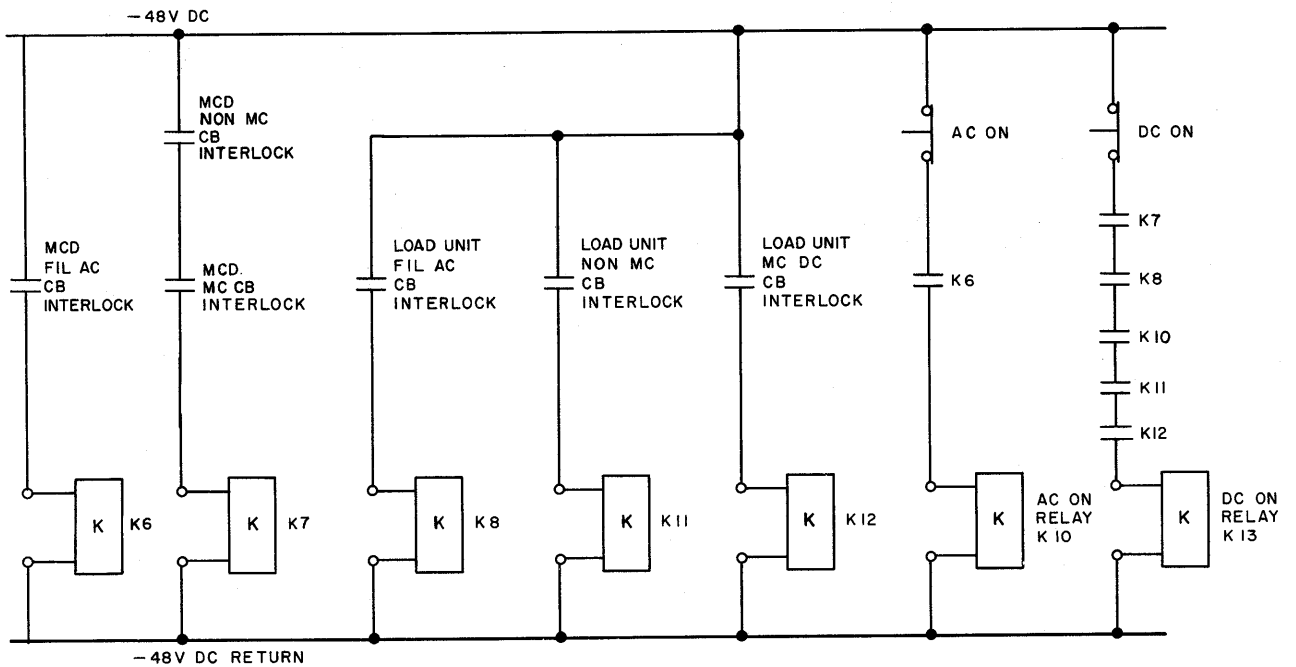 -48V DC
MCD
NON MC
CB
INTERLOCK
AC ON
DC ON
MCD
FIL AC
CB
INTERLOCK
MCD.
MC CB
INTERLOCK
LOAD UNIT
FIL AC
CB
INTERLOCK
LOAD UNIT
NON MC
CB
INTERLOCK
LOAD UNIT
MC DC
CB
INTERLOCK
K6
K7
K8
K10
K11
K12
K
K6
K
K7
K
K8
K
K11
K
K12
K
AC ON
RELAY
K10
K
DC ON
RELAY
K13
-48V DC RETURN